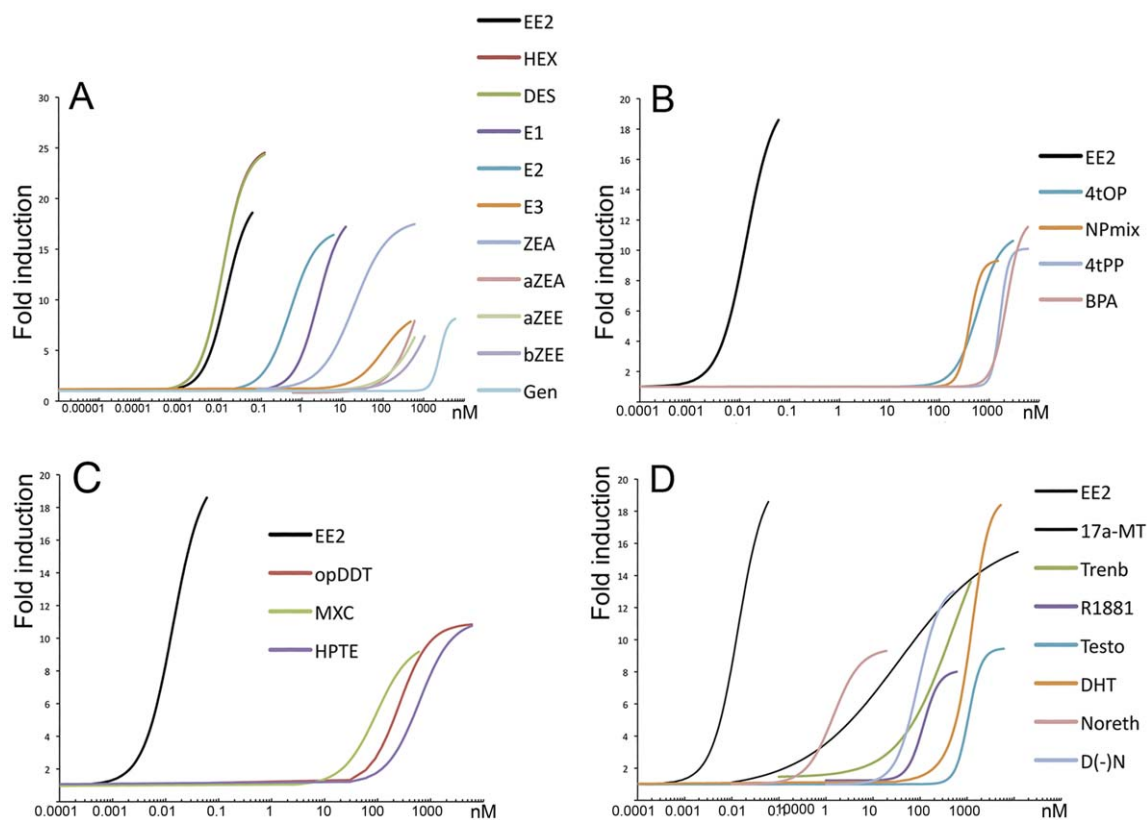 A
Fold induction
30
25
20
15
10
5
0
0.00001
0.0001
0.001
0.01
0.1
1
10
100
1000
nM
EE2
HEX
DES
E1
E2
E3
ZEA
aZEA
aZEE
bZEE
Gen
B
Fold induction
20
18
16
14
12
10
8
6
4
2
0.0001
0.001
0.01
0.1
1
10
100
1000
nM
EE2
4tOP
NPmix
4tPP
BPA
C
Fold induction
20
18
16
14
12
10
8
6
4
2
0.0001
0.001
0.01
0.1
1
10
100
1000
nM
EE2
opDDT
MXC
HPTE
D
Fold induction
20
18
16
14
12
10
8
6
4
2
0.0001
0.001
0.01
0.1
1
10
100
1000
nM
EE2
17a-MT
Trenb
R1881
Testo
DHT
Noreth
D(-)N